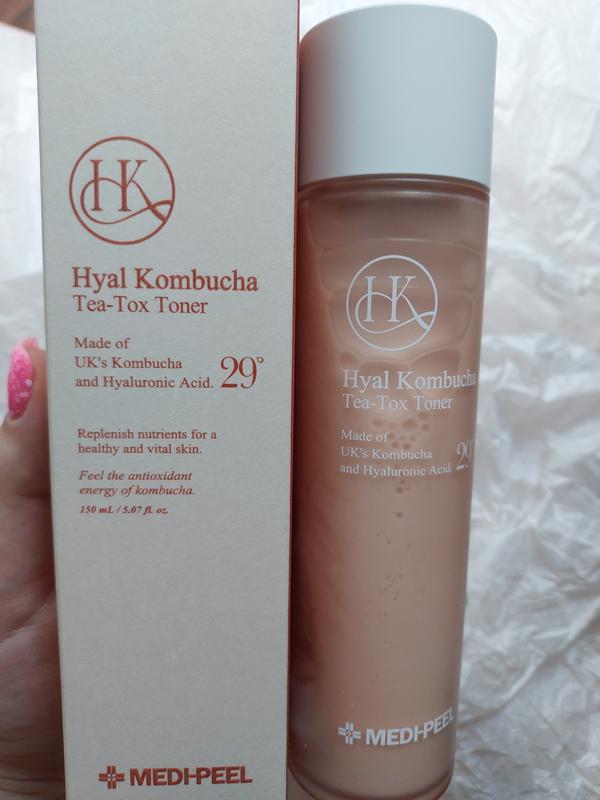 HK
Hyal Kombucha
Tea-Tox Toner
Made of
UK's Kombucha
and Hyaluronic Acid. 29°
Replenish nutrients for a
healthy and vital skin.
Feel the antioxidant
energy of kombucha.
150 mL / 5.07 fl. oz.
MEDI-PEEL
HK
Hyal Kombucha
Tea-Tox Toner
Made of
UK's Kombucha
and Hyaluronic Acid. 29°
MEDI-PEEL